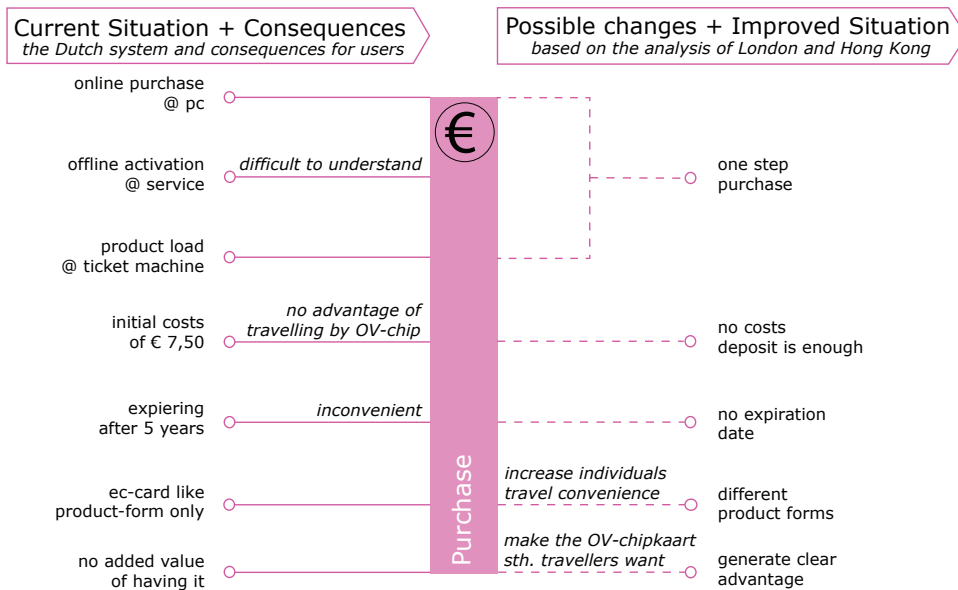 Current Situation + Consequences
the Dutch system and consequences for users
Possible changes + Improved Situation
based on the analysis of London and Hong Kong
online purchase
@ pc
€
offline activation
@ service
difficult to understand
one step
purchase
product load
@ ticket machine
initial costs
of € 7,50
no advantage of
travelling by OV-chip
no costs
deposit is enough
expiering
after 5 years
inconvenient
no expiration
date
Purchase
ec-card like
product-form only
increase individuals
travel convenience
different
product forms
no added value
of having it
make the OV-chipkaart
sth. travellers want
generate clear
advantage